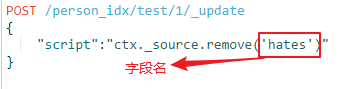 POST /person_idx/test/1/_update
{
    "script":"ctx._source.remove('hates')"
}
字段名